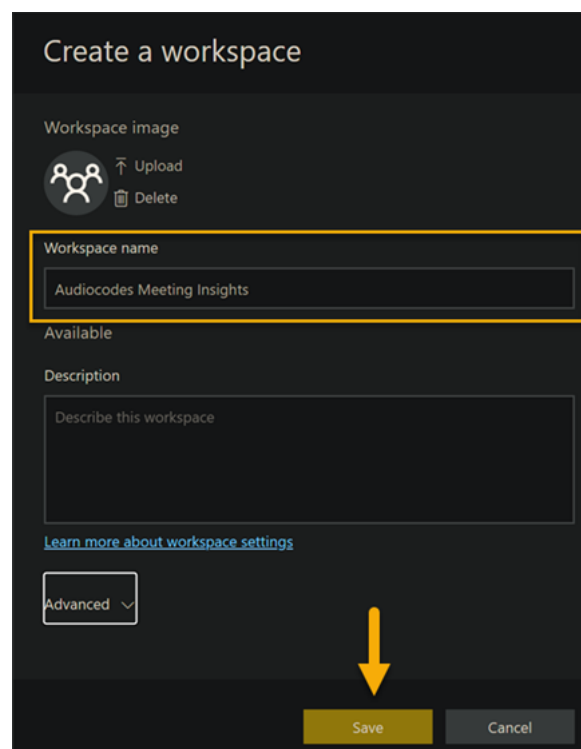 Create a workspace
Workspace image
Upload
Delete
Workspace name
Audiocodes Meeting Insights
Available
Description
Describe this workspace
Learn more about workspace settings
Advanced
Save Cancel